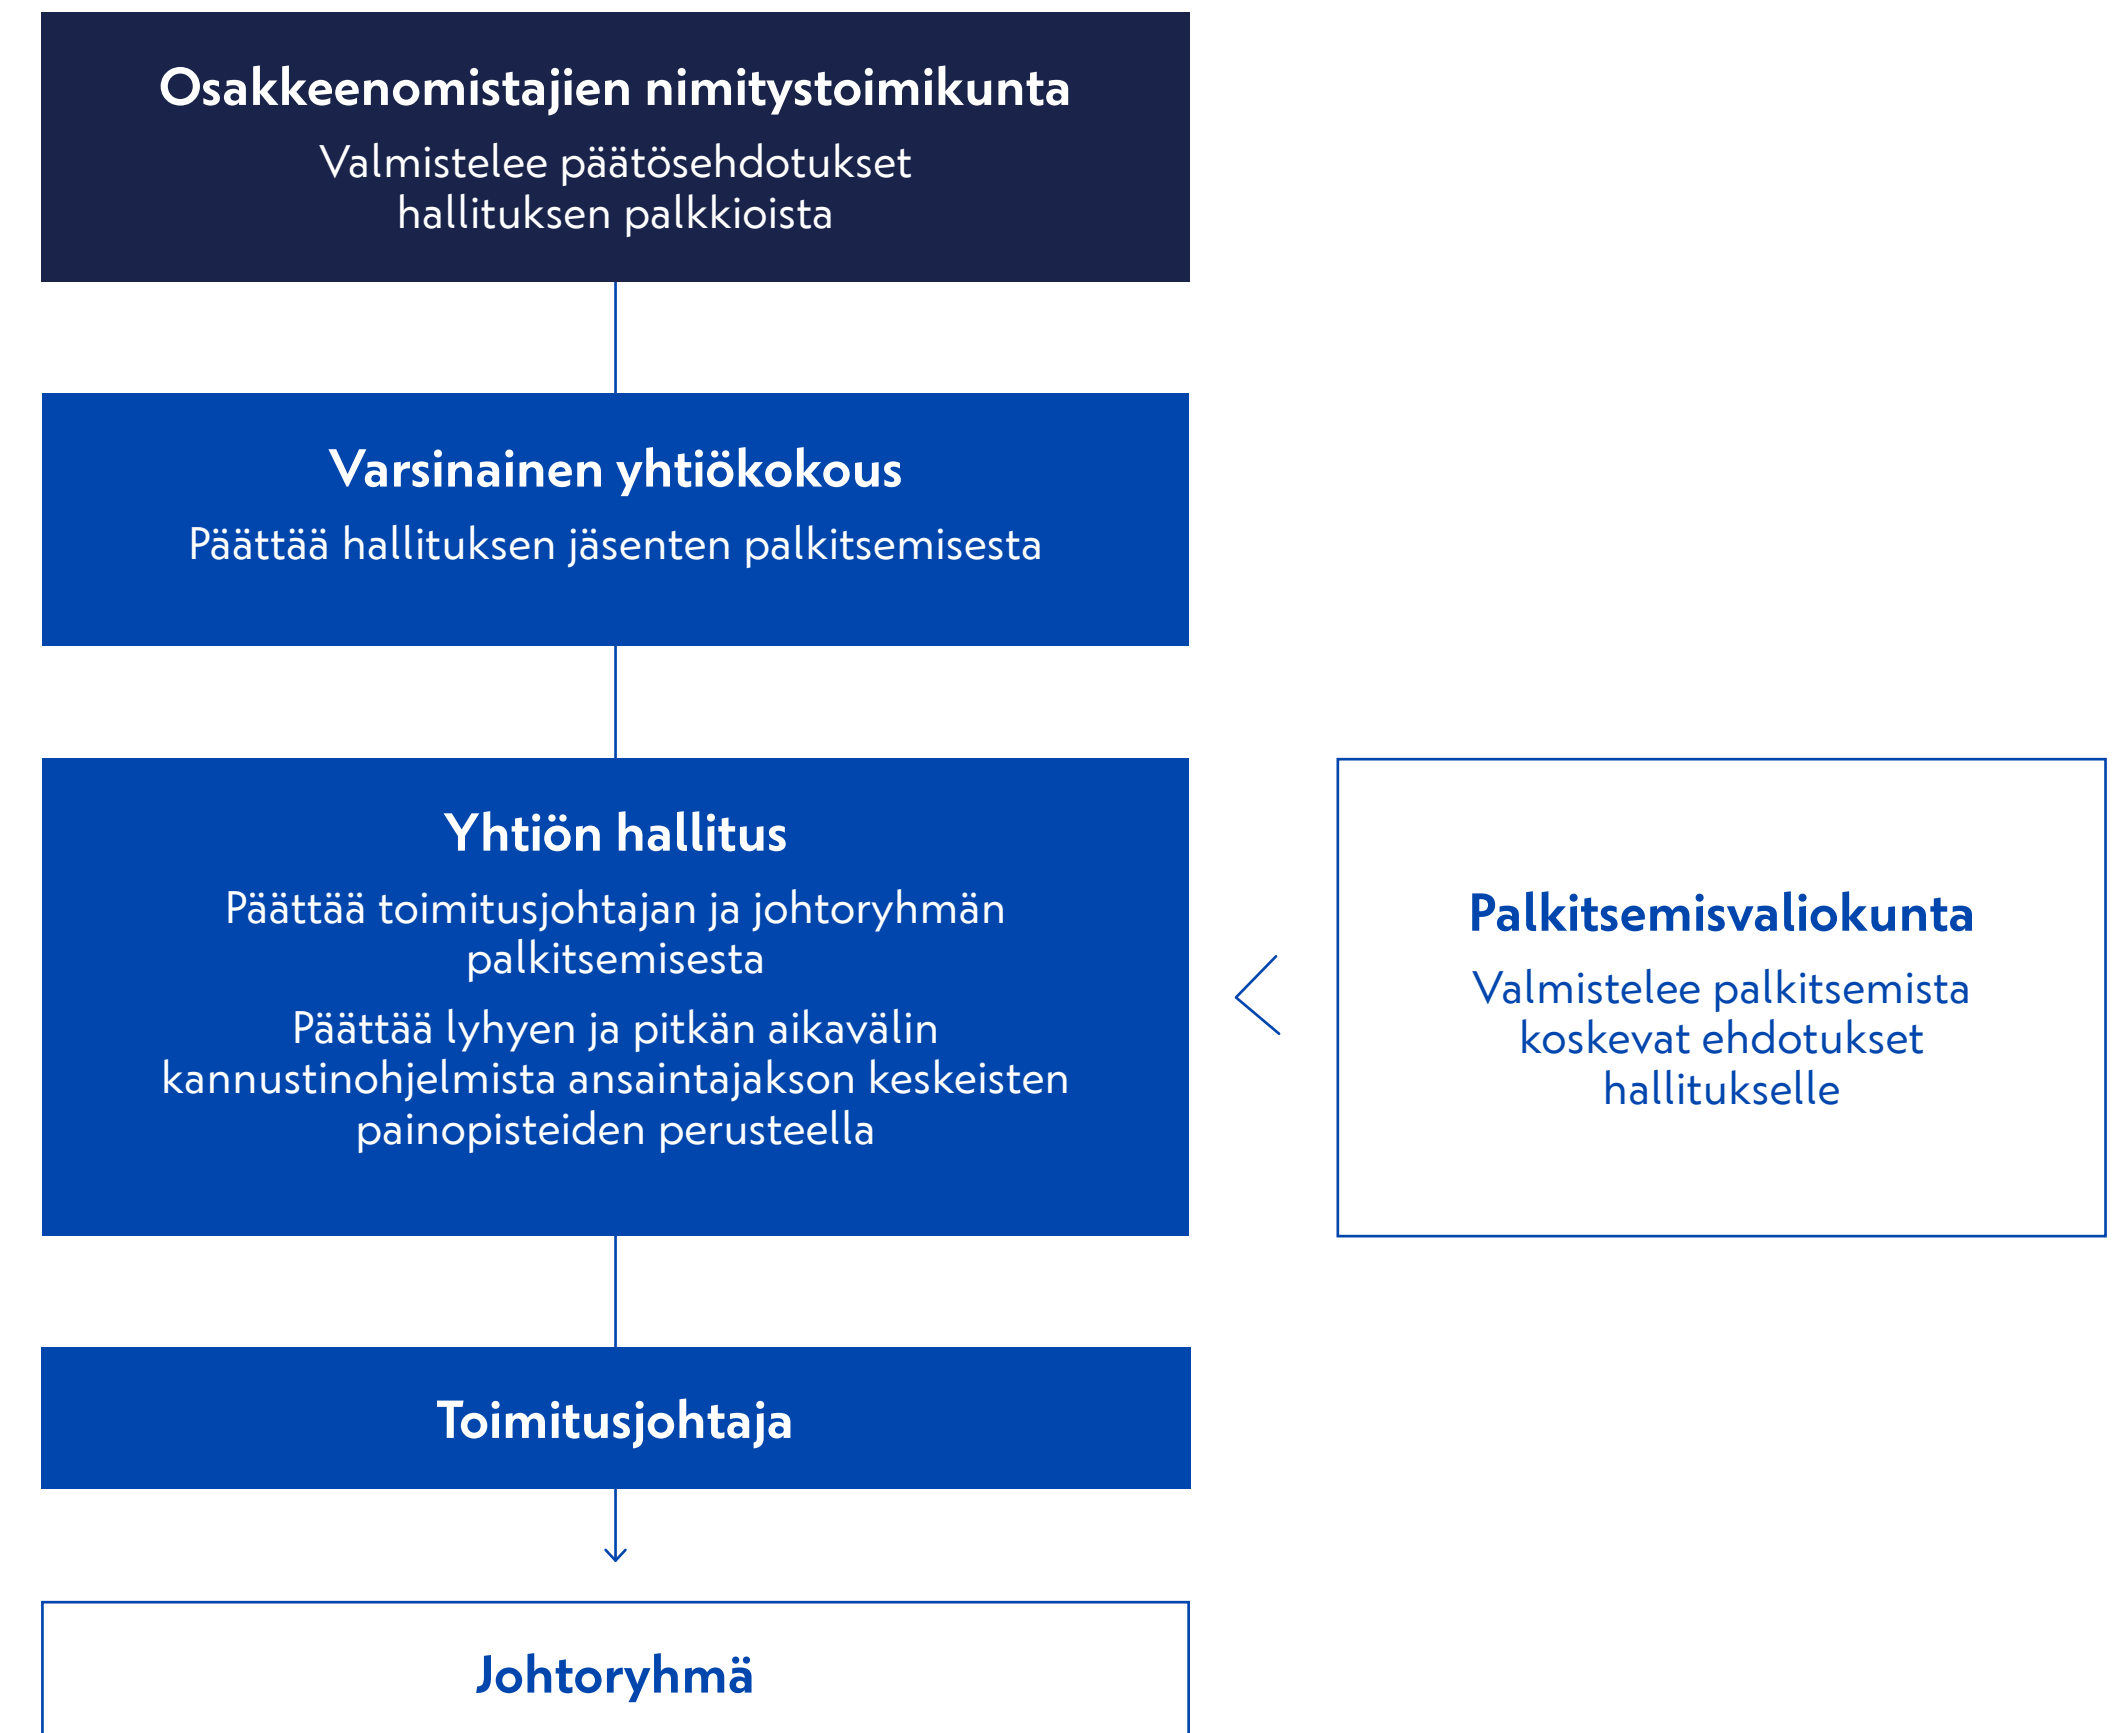 Osakkeenomistajien nimitystoimikunta
Valmistelee päätösehdotukset
hallituksen palkkioista
Varsinainen yhtiökokous
Päättää hallituksen jäsenten palkitsemisesta
Yhtiön hallitus
Päättää toimitusjohtajan ja johtoryhmän
palkitsemisesta
Päättää lyhyen ja pitkän aikavälin
kannustinohjelmista ansaintajakson keskeisten
painopisteiden perusteella
Palkitsemisvaliokunta
Valmistelee palkitsemista
koskevat ehdotukset
hallitukselle
Toimitusjohtaja
Johtoryhmä